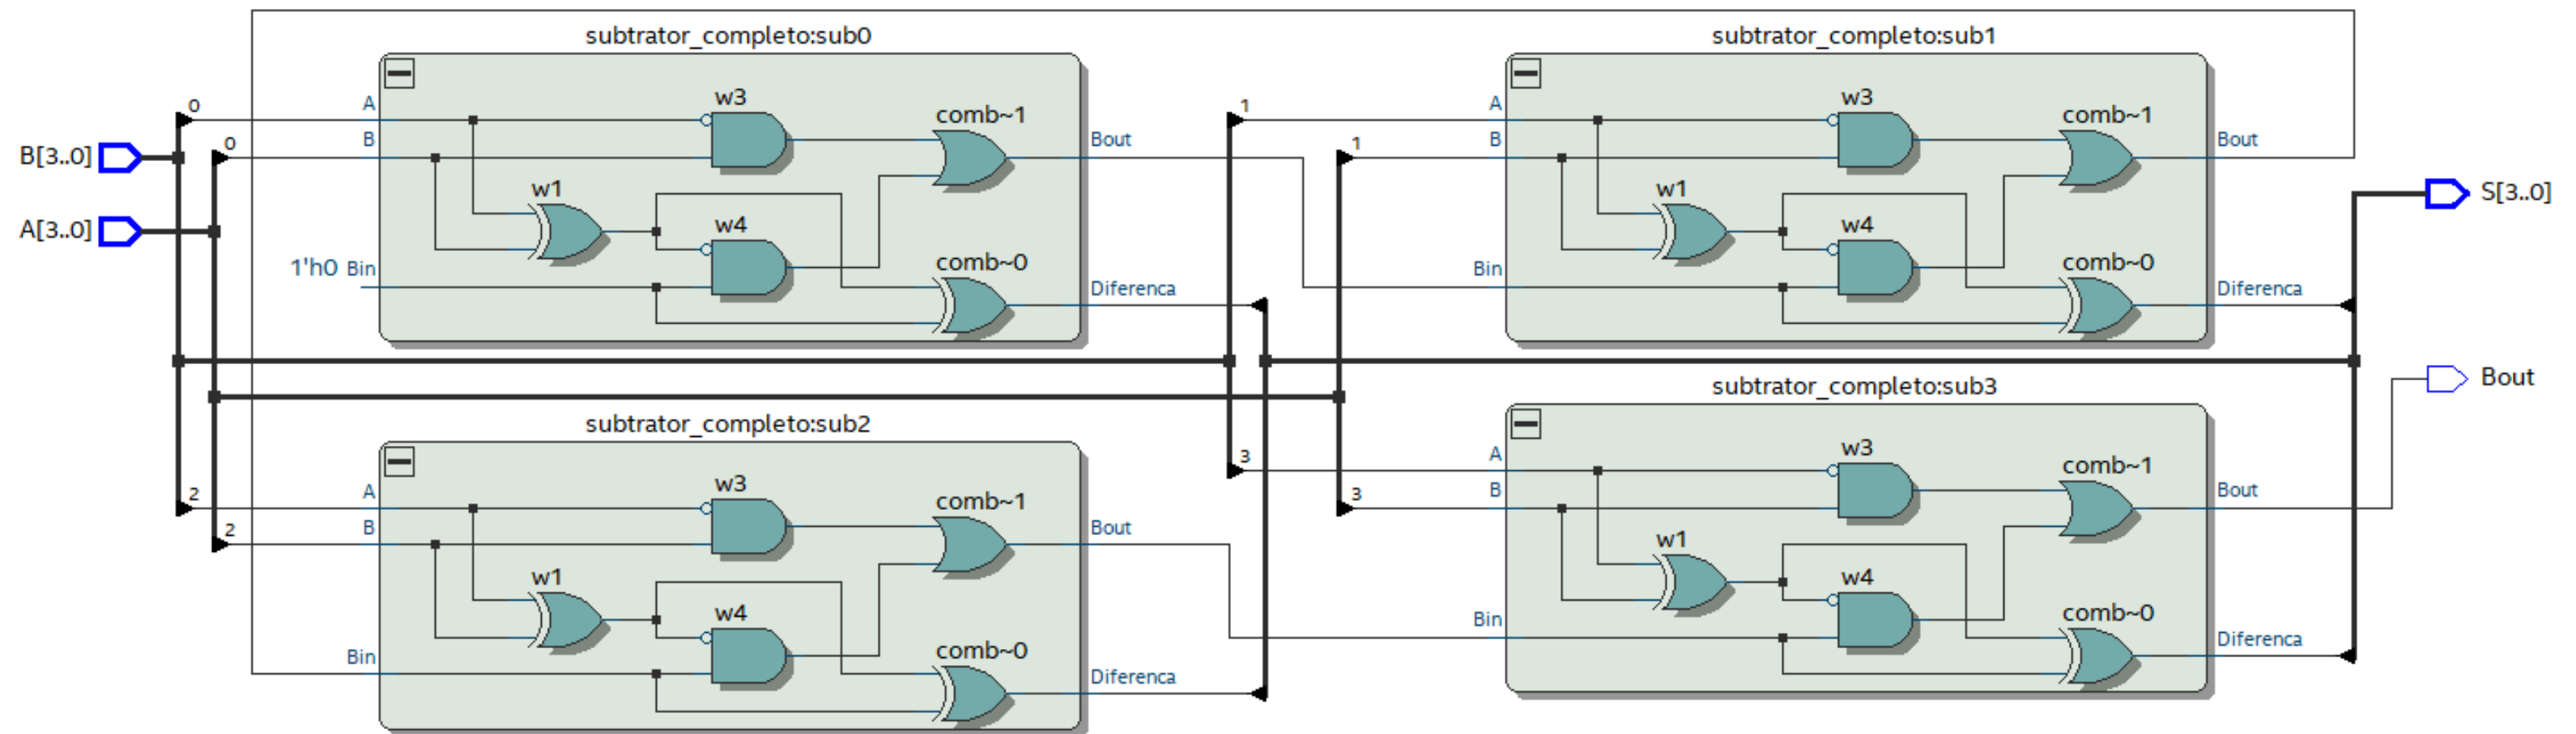 subtrator_completo:sub0
subtrator_completo:sub1
B[3..0]
A[3..0]
0
0
A
B
1'h0 Bin
w3
comb~1
w1
w4
comb~0
Bout
Diferenca
1
1
A
B
Bin
w3
comb~1
w1
w4
comb~0
Bout
Diferenca
S[3..0]
Bout
subtrator_completo:sub2
subtrator_completo:sub3
2
2
A
B
Bin
w3
comb~1
w1
w4
comb~0
Bout
Diferenca
3
3
A
B
Bin
w3
comb~1
w1
w4
comb~0
Bout
Diferenca